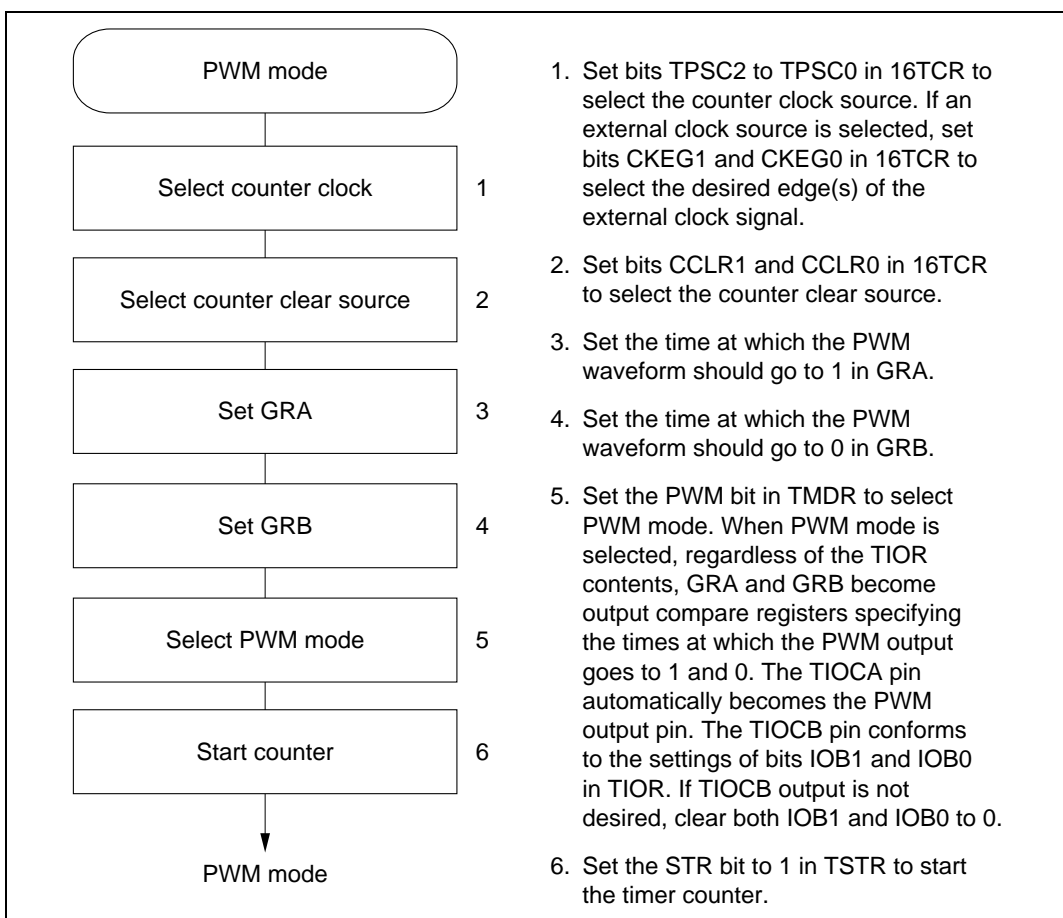 PWM mode
Select counter clock 1
Select counter clear source 2
Set GRA 3
Set GRB 4
Select PWM mode 5
Start counter 6
PWM mode
1. Set bits TPSC2 to TPSC0 in 16TCR to
select the counter clock source. If an
external clock source is selected, set
bits CKEG1 and CKEG0 in 16TCR to
select the desired edge(s) of the
external clock signal.
2. Set bits CCLR1 and CCLR0 in 16TCR
to select the counter clear source.
3. Set the time at which the PWM
waveform should go to 1 in GRA.
4. Set the time at which the PWM
waveform should go to 0 in GRB.
5. Set the PWM bit in TMDR to select
PWM mode. When PWM mode is
selected, regardless of the TIOR
contents, GRA and GRB become
output compare registers specifying
the times at which the PWM output
goes to 1 and 0. The TIOCA pin
automatically becomes the PWM
output pin. The TIOCB pin conforms
to the settings of bits IOB1 and IOB0
in TIOR. If TIOCB output is not
desired, clear both IOB1 and IOB0 to 0.
6. Set the STR bit to 1 in TSTR to start
the timer counter.